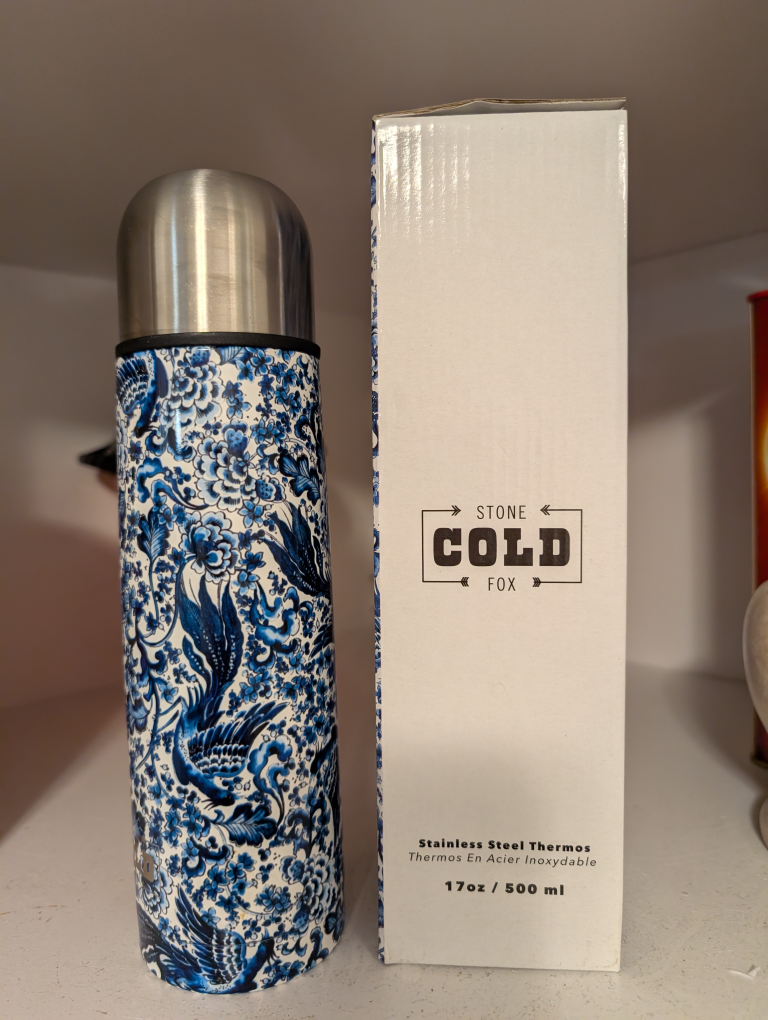 STONE
COLD
FOX
Stainless Steel Thermos
Thermos En Acier Inoxydable
17oz / 500 ml